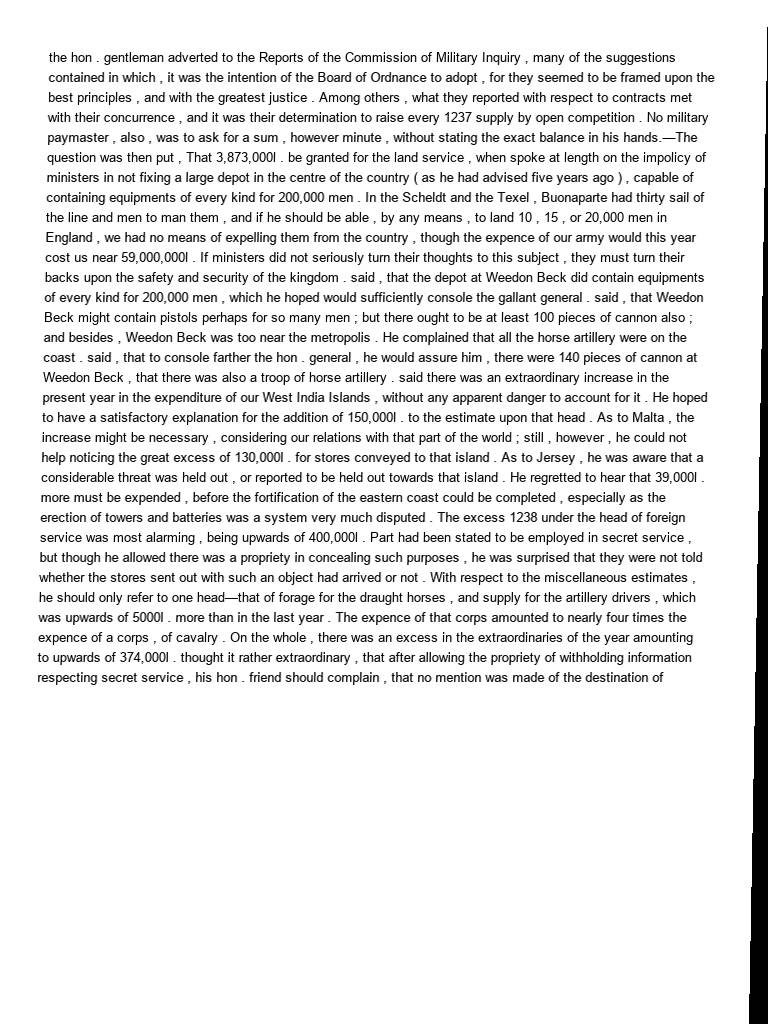 the hon . gentleman adverted to the Reports of the Commission of Military Inquiry , many of the suggestions
contained in which , it was the intention of the Board of Ordnance to adopt , for they seemed to be framed upon the
best principles , and with the greatest justice . Among others , what they reported with respect to contracts met
with their concurrence , and it was their determination to raise every 1237 supply by open competition . No military
paymaster , also , was to ask for a sum , however minute , without stating the exact balance in his hands.—The
question was then put , That 3,873,000l . be granted for the land service , when spoke at length on the impolicy of
ministers in not fixing a large depot in the centre of the country ( as he had advised five years ago ) , capable of
containing equipments of every kind for 200,000 men . In the Scheldt and the Texel , Buonaparte had thirty sail of
the line and men to man them , and if he should be able , by any means , to land 10 , 15 , or 20,000 men in
England , we had no means of expelling them from the country , though the expence of our army would this year
cost us near 59,000,000l . If ministers did not seriously turn their thoughts to this subject , they must turn their
backs upon the safety and security of the kingdom . said , that the depot at Weedon Beck did contain equipments
of every kind for 200,000 men , which he hoped would sufficiently console the gallant general . said , that Weedon
Beck might contain pistols perhaps for so many men ; but there ought to be at least 100 pieces of cannon also ;
and besides , Weedon Beck was too near the metropolis . He complained that all the horse artillery were on the
coast . said , that to console farther the hon . general , he would assure him , there were 140 pieces of cannon at
Weedon Beck , that there was also a troop of horse artillery . said there was an extraordinary increase in the
present year in the expenditure of our West India Islands , without any apparent danger to account for it . He hoped
to have a satisfactory explanation for the addition of 150,000l . to the estimate upon that head . As to Malta , the
increase might be necessary , considering our relations with that part of the world ; still , however , he could not
help noticing the great excess of 130,000l . for stores conveyed to that island . As to Jersey , he was aware that a
considerable threat was held out , or reported to be held out towards that island . He regretted to hear that 39,000l .
more must be expended , before the fortification of the eastern coast could be completed , especially as the
erection of towers and batteries was a system very much disputed . The excess 1238 under the head of foreign
service was most alarming , being upwards of 400,000l . Part had been stated to be employed in secret service ,
but though he allowed there was a propriety in concealing such purposes , he was surprised that they were not told
whether the stores sent out with such an object had arrived or not . With respect to the miscellaneous estimates ,
he should only refer to one head—that of forage for the draught horses , and supply for the artillery drivers , which
was upwards of 5000l . more than in the last year . The expence of that corps amounted to nearly four times the
expence of a corps , of cavalry . On the whole , there was an excess in the extraordinaries of the year amounting
to upwards of 374,000l . thought it rather extraordinary , that after allowing the propriety of withholding information
respecting secret service , his hon . friend should complain , that no mention was made of the destination of